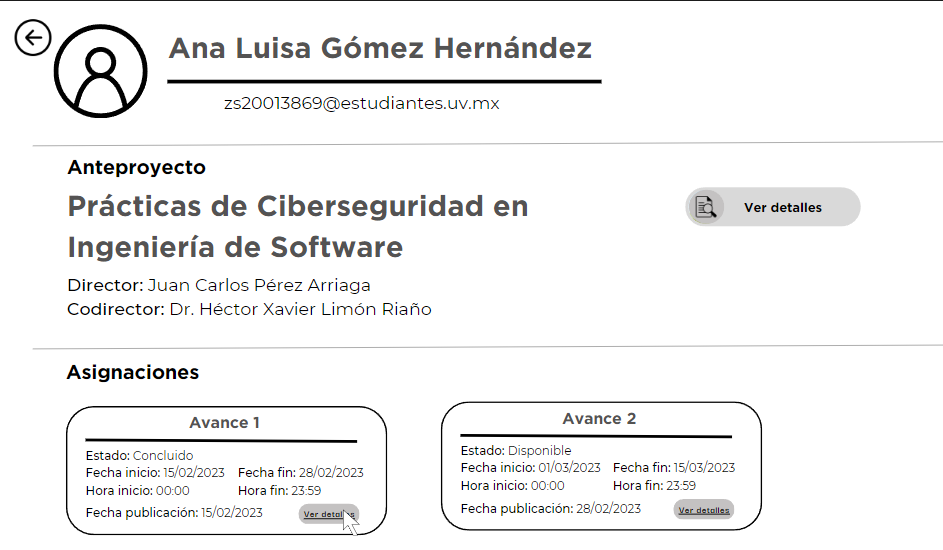 Ana Luisa Gómez Hernández
zs20013869@estudiantes.uv.mx
Anteproyecto
Prácticas de Ciberseguridad en
Ingeniería de Software
Ver detalles
Director: Juan Carlos Pérez Arriaga
Codirector: Dr. Héctor Xavier Limón Riaño
Asignaciones
Avance 1
Estado: Concluido
Fecha inicio: 15/02/2023 Fecha fin: 28/02/2023
Hora inicio: 00:00 Hora fin: 23:59
Fecha publicación: 15/02/2023 Ver detalles
Avance 2
Estado: Disponible
Fecha inicio: 01/03/2023 Fecha fin: 15/03/2023
Hora inicio: 00:00 Hora fin: 23:59
Fecha publicación: 28/02/2023 Ver detalles